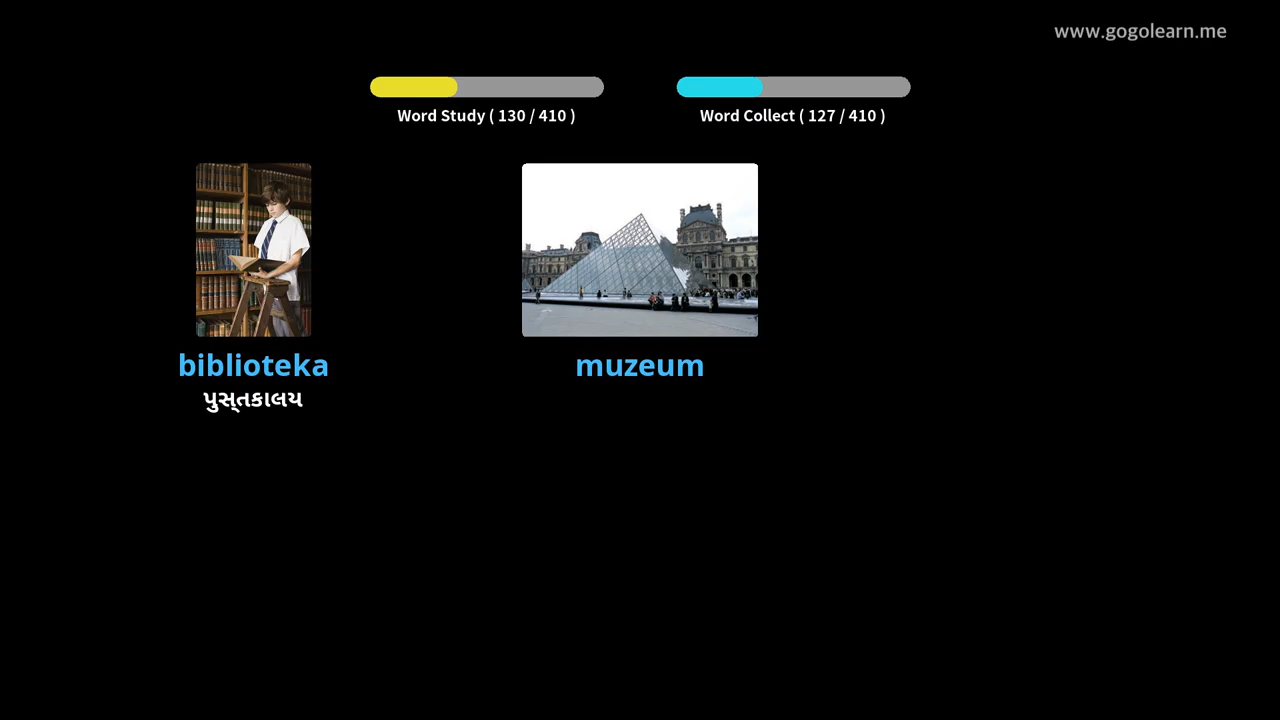 www.gogolearn.me
Word Study ( 130 / 410 )
Word Collect ( 127 / 410 )
biblioteka
પુસ્તકાલય
muzeum